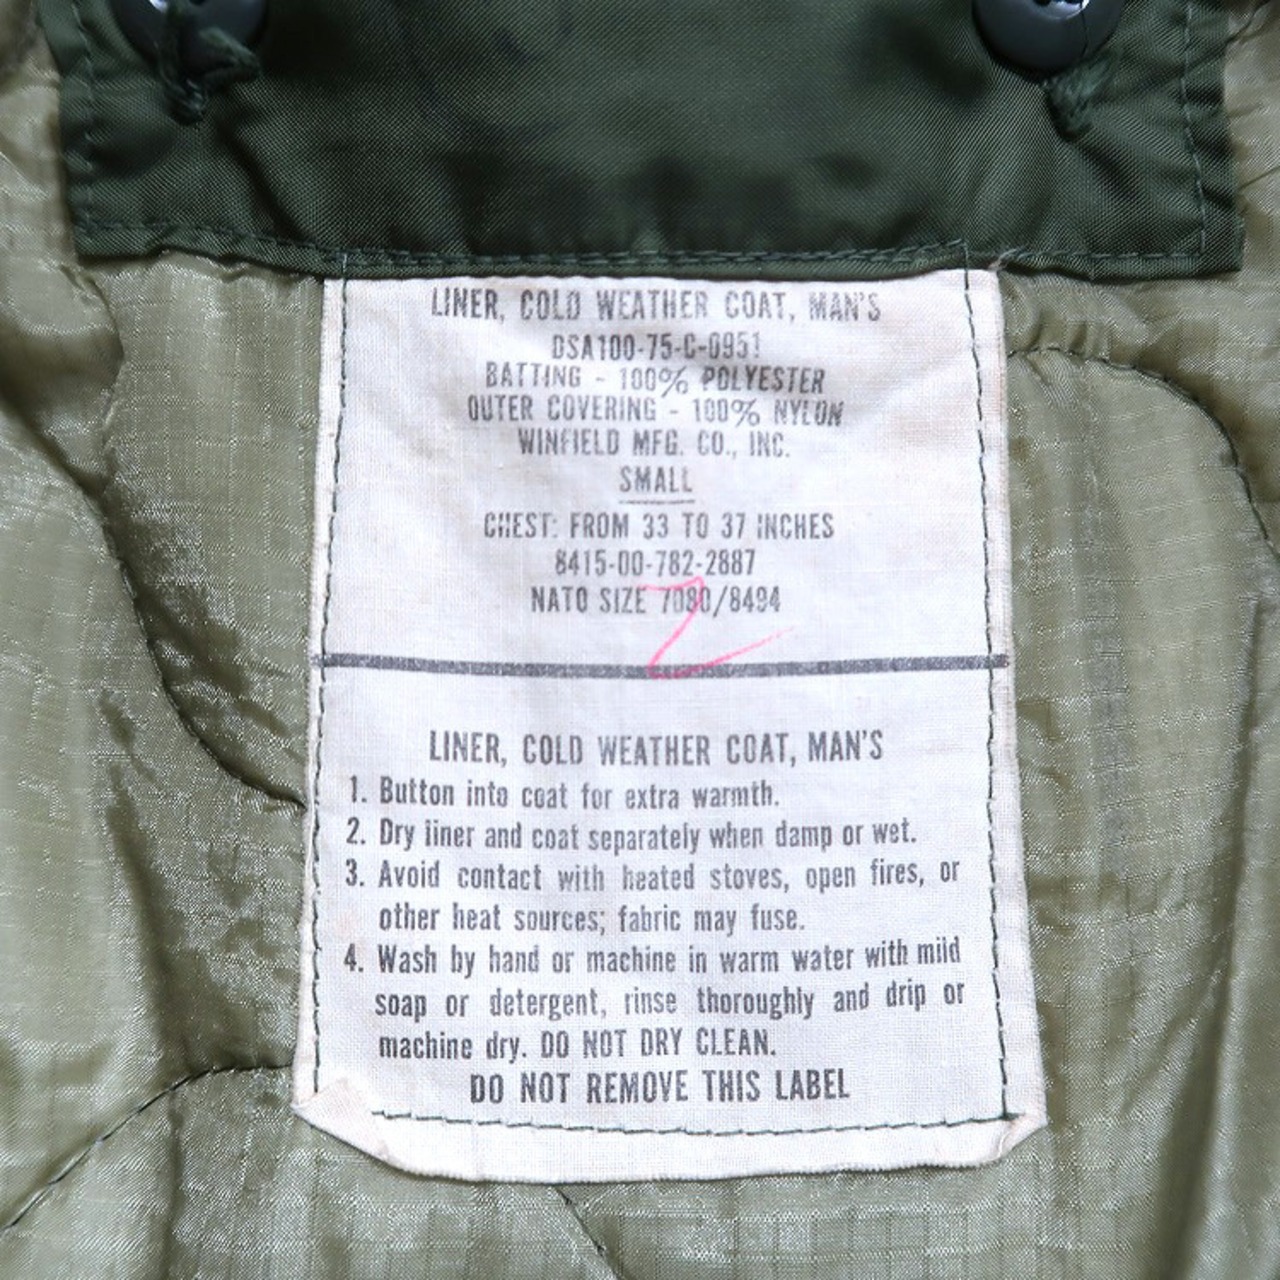 LINER, COLD WEATHER COAT, MAN'S
DSA100-75-C-0951
BATTING - 100% POLYESTER
OUTER COVERING - 100% NYLON
WINFIELD MFG. CO., INC.
SMALL
CHEST: FROM 33 TO 37 INCHES
8415-00-782-2887
NATO SIZE 7080/8494
LINER, COLD WEATHER COAT, MAN'S
1. Button into coat for extra warmth.
2. Dry liner and coat separately when damp or wet.
3. Avoid contact with heated stoves, open fires, or
other heat sources; fabric may fuse.
4. Wash by hand or machine in warm water with mild
soap or detergent, rinse thoroughly and drip or
machine dry. DO NOT DRY CLEAN.
DO NOT REMOVE THIS LABEL